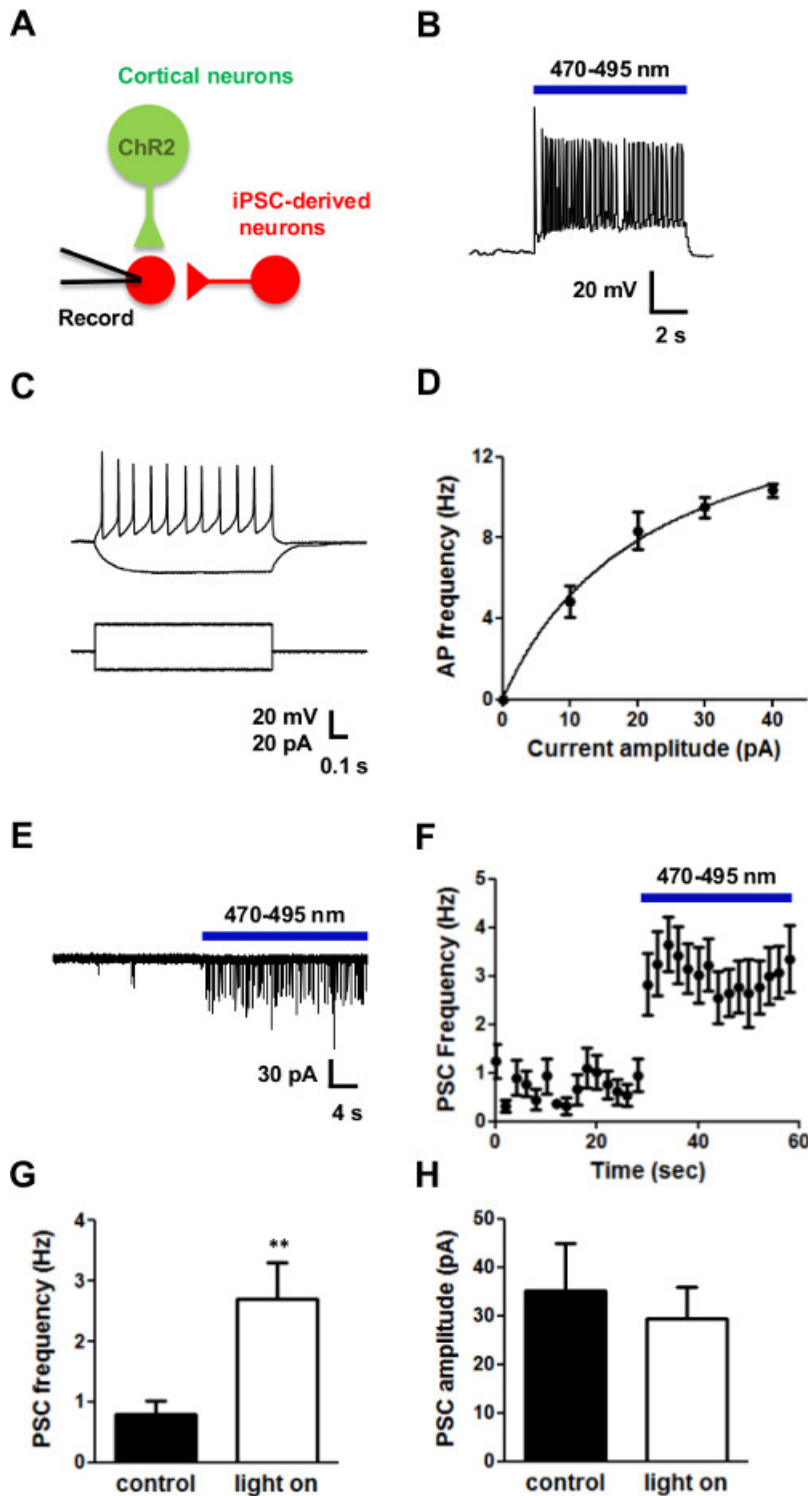 A
Cortical neurons
ChR2
iPSC-derived
neurons
Record
B
470-495 nm
20 mV
2 s
C
20 mV
20 pA
0.1 s
D
12
8
4
0
AP frequency (Hz)
0 10 20 30 40
Current amplitude (pA)
E
470-495 nm
30 pA
4 s
F
470-495 nm
5
4
3
2
1
0
PSC Frequency (Hz)
0 20 40 60
Time (sec)
G
4
3
2
1
0
PSC frequency (Hz)
**
control light on
H
50
40
30
20
10
0
PSC amplitude (pA)
control light on